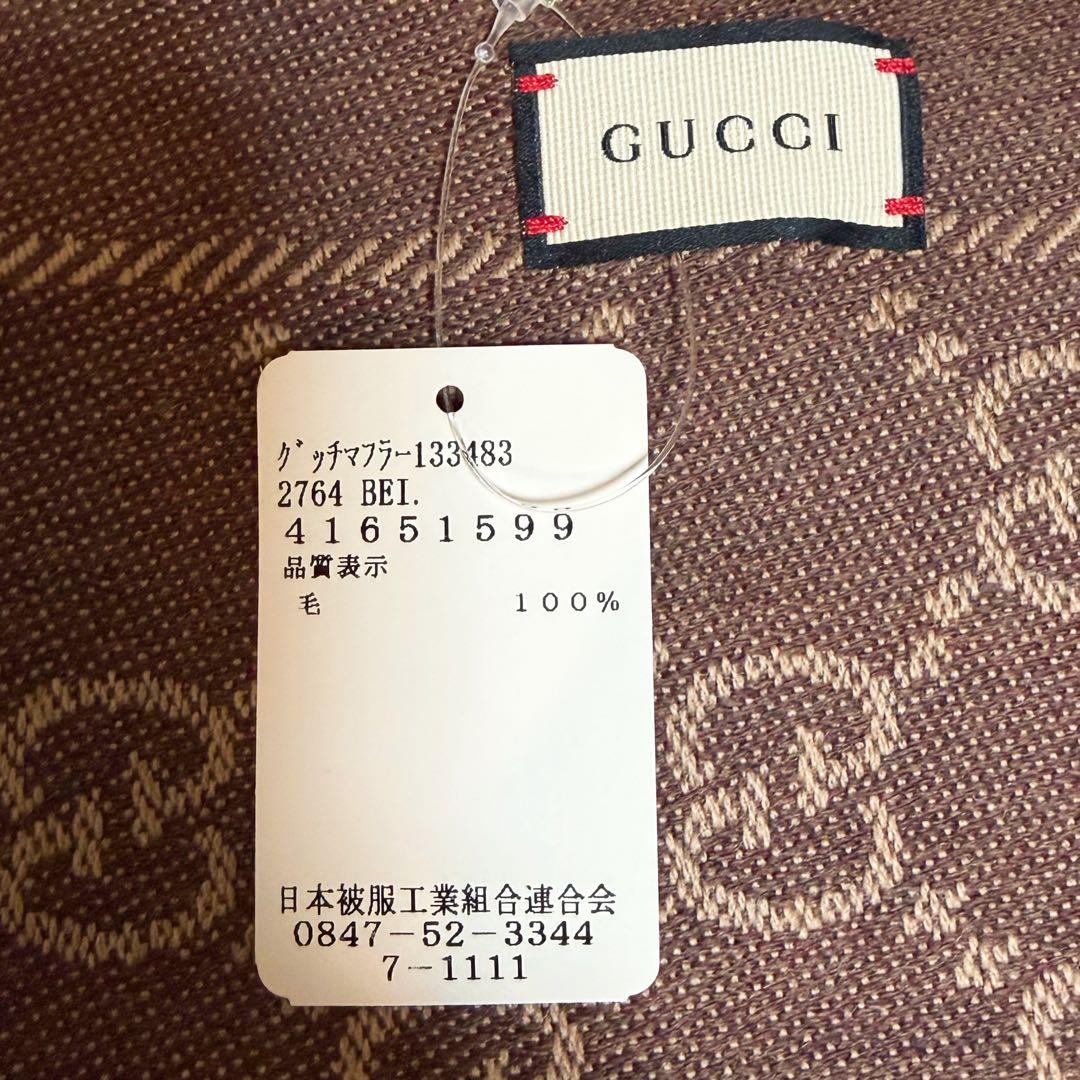 GUCCI
ｸﾞｯﾁﾏﾌﾗｰ133483
2764 BEI.
41651599
品質表示
毛 100%
日本被服工業組合連合会
0847-52-3344
7-1111